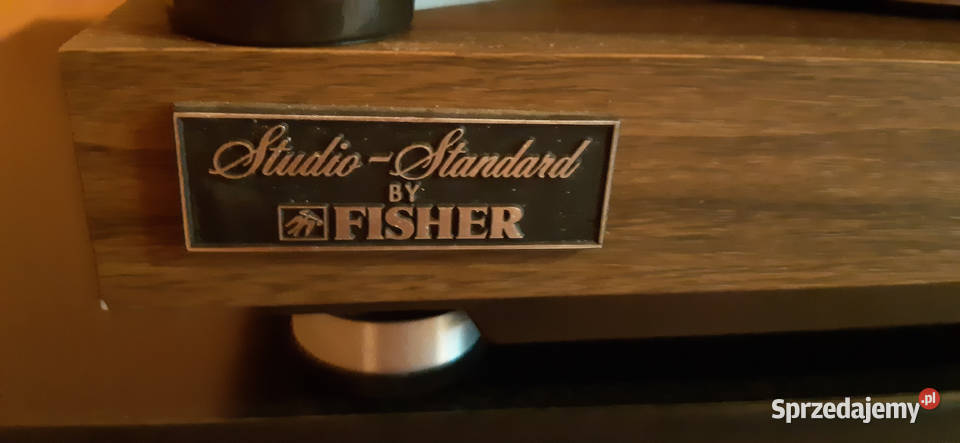 Studio-Standard
BY
FISHER
Sprzedajemy.pl